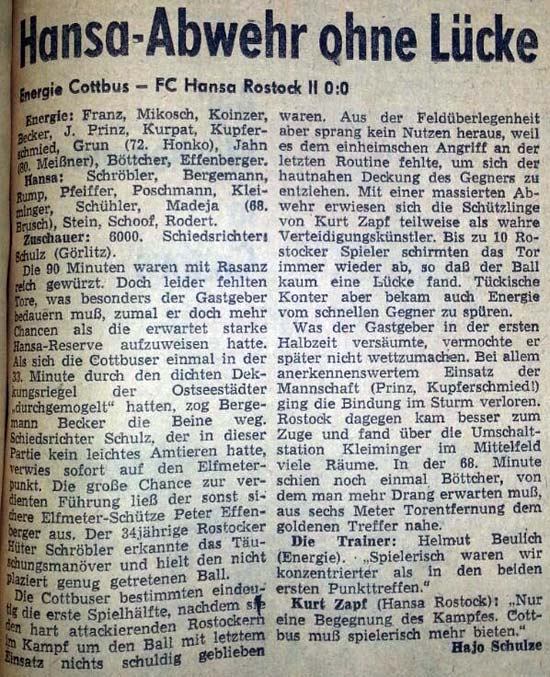 Hansa-Abwehr ohne Lücke
Energie Cottbus — FC Hansa Rostock II 0:0
Energie: Franz, Mikosch, Koinzer,
Becker, J. Prinz, Kurpat, Kupfer-
schmied, Grun (72. Honko), Jahn
(80. Meißner), Böttcher, Effenberger.
Hansa: Schröbler, Bergemann,
Rump, Pfeiffer, Poschmann, Klei-
minger, Schühler, Madeja (68.
Brusch), Stein, Schoof, Rodert.
Zuschauer: 6000. Schiedsrichter:
Schulz (Görlitz).
Die 90 Minuten waren mit Rasanz
reich gewürzt. Doch leider fehlten
Tore, was besonders der Gastgeber
bedauern muß, zumal er doch mehr
Chancen als die erwartet starke
Hansa-Reserve aufzuweisen hatte.
Als sich die Cottbuser einmal in der
33. Minute durch den dichten Dek-
kungsriegel der Ostseestädter
„durchgemogelt" hatten, zog Berge-
mann Becker die Beine weg.
Schiedsrichter Schulz, der in dieser
Partie kein leichtes Amtieren hatte,
verwies sofort auf den Elfmeter-
punkt. Die große Chance zur ver-
dienten Führung ließ der sonst si-
chere Elfmeter-Schütze Peter Effen-
berger aus. Der 34jährige Rostocker
Hüter Schröbler erkannte das Täu-
schungsmanöver und hielt den nicht
plaziert genug getretenen Ball.
Die Cottbuser bestimmten eindeu-
tig die erste Spielhälfte, nachdem sie
den hart attackierenden Rostockern
im Kampf um den Ball mit letztem
Einsatz nichts schuldig geblieben
waren. Aus der Feldüberlegenheit
aber sprang kein Nutzen heraus, weil
es dem einheimischen Angriff an der
letzten Routine fehlte, um sich der
hautnahen Deckung des Gegners zu
entziehen. Mit einer massierten Ab-
wehr erwiesen sich die Schützlinge
von Kurt Zapf teilweise als wahre
Verteidigungskünstler. Bis zu 10 Ro-
stocker Spieler schirmten das Tor
immer wieder ab, so daß der Ball
kaum eine Lücke fand. Tückische
Konter aber bekam auch Energie
vom schnellen Gegner zu spüren.
Was der Gastgeber in der ersten
Halbzeit versäumte, vermochte er
später nicht wettzumachen. Bei allem
anerkennenswertem Einsatz der
Mannschaft (Prinz, Kupferschmied!)
ging die Bindung im Sturm verloren.
Rostock dagegen kam besser zum
Zuge und fand über die Umschalt-
station Kleiminger im Mittelfeld
viele Räume. In der 68. Minute
schien noch einmal Böttcher, von
dem man mehr Drang erwarten muß,
aus sechs Meter Torentfernung dem
goldenen Treffer nahe.
Die Trainer: Helmut Beulich
(Energie). „Spielerisch waren wir
konzentrierter als in den beiden
ersten Punkttreffen."
Kurt Zapf (Hansa Rostock): „Nur
eine Begegnung des Kampfes. Cott-
bus muß spielerisch mehr bieten."
Hajo Schulze